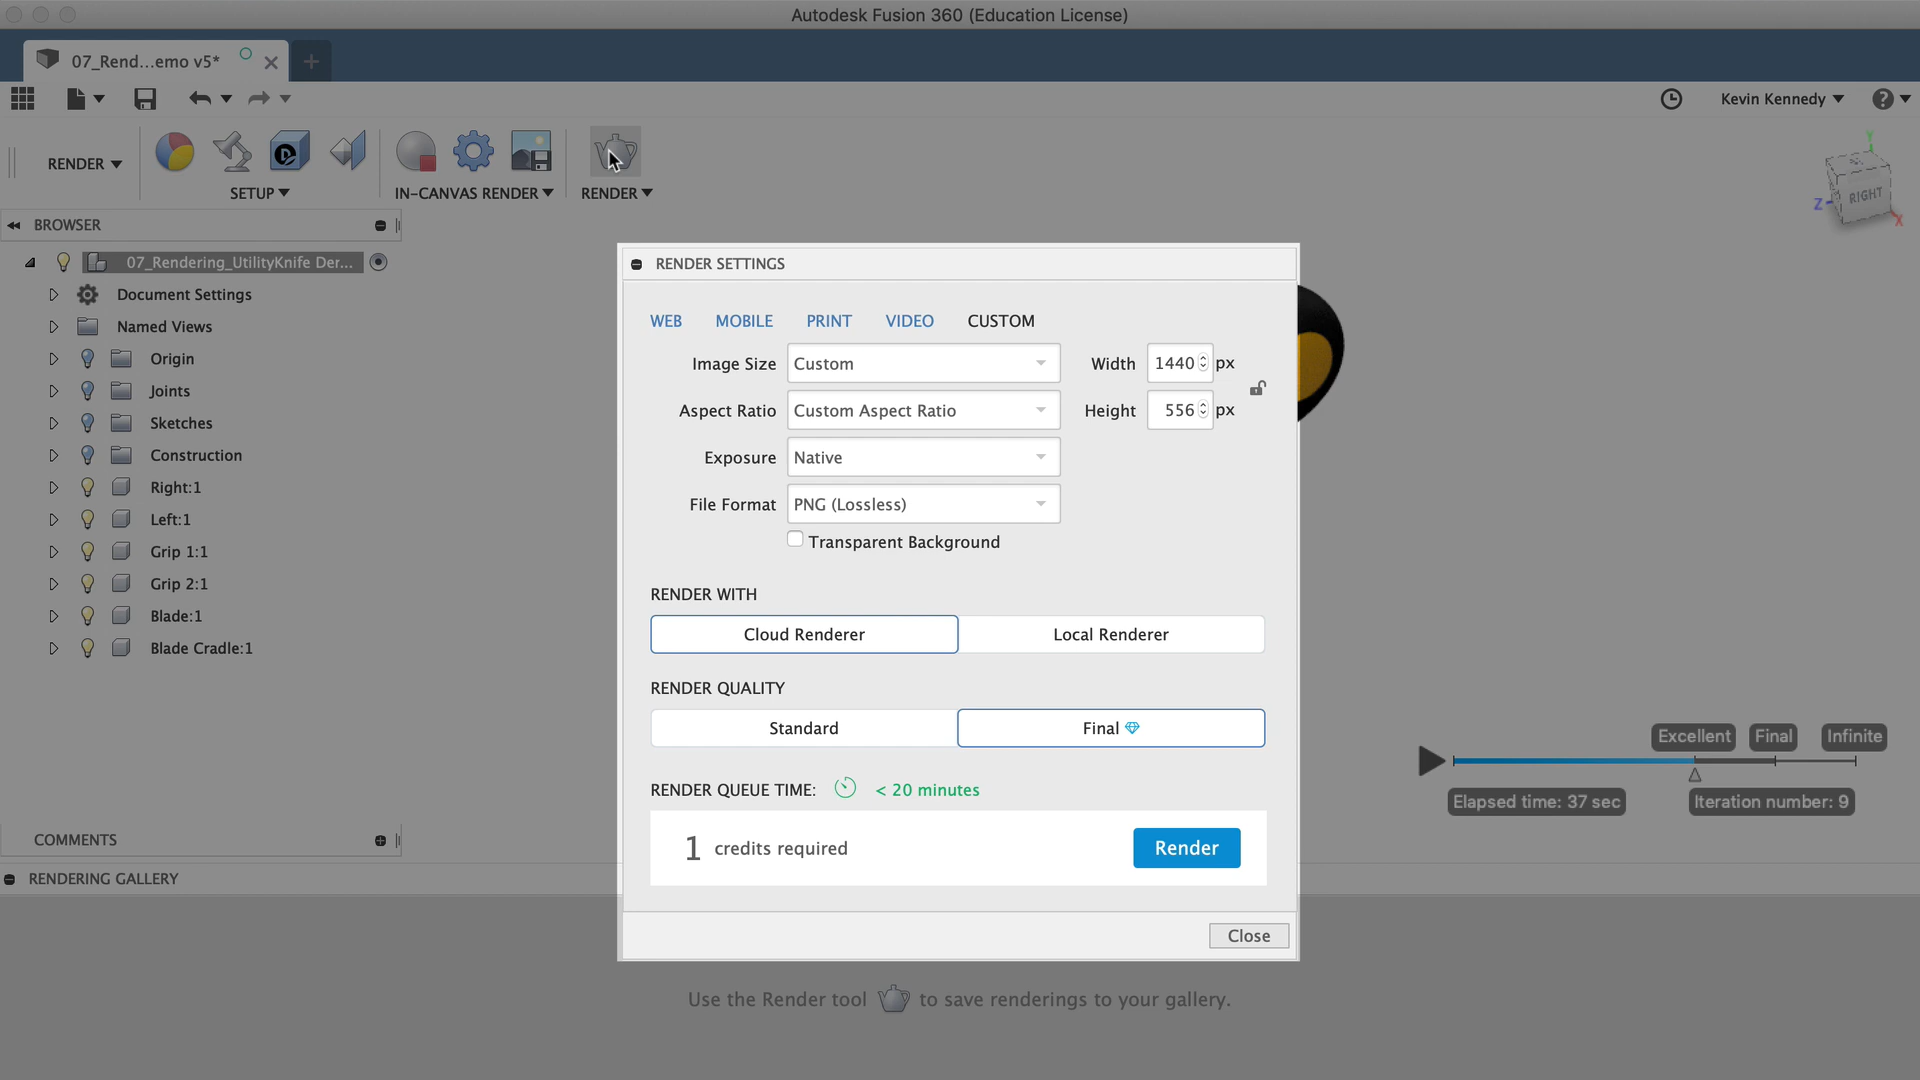 Autodesk Fusion 360 (Education License)
07_Rend...emo v5*
Kevin Kennedy
?
RENDER
SETUP
IN-CANVAS RENDER
RENDER
Y
Z
X
RIGHT
BROWSER
07_Rendering_UtilityKnife Der...
Document Settings
Named Views
Origin
Joints
Sketches
Construction
Right:1
Left:1
Grip 1:1
Grip 2:1
Blade:1
Blade Cradle:1
RENDER SETTINGS
WEB MOBILE PRINT VIDEO CUSTOM
Image Size Custom Width 1440 px
Aspect Ratio Custom Aspect Ratio Height 556 px
Exposure Native
File Format PNG (Lossless)
Transparent Background
RENDER WITH
Cloud Renderer Local Renderer
RENDER QUALITY
Standard Final
RENDER QUEUE TIME: < 20 minutes
1 credits required Render
Close
Excellent Final Infinite
Elapsed time: 37 sec Iteration number: 9
COMMENTS
RENDERING GALLERY
Use the Render tool to save renderings to your gallery.